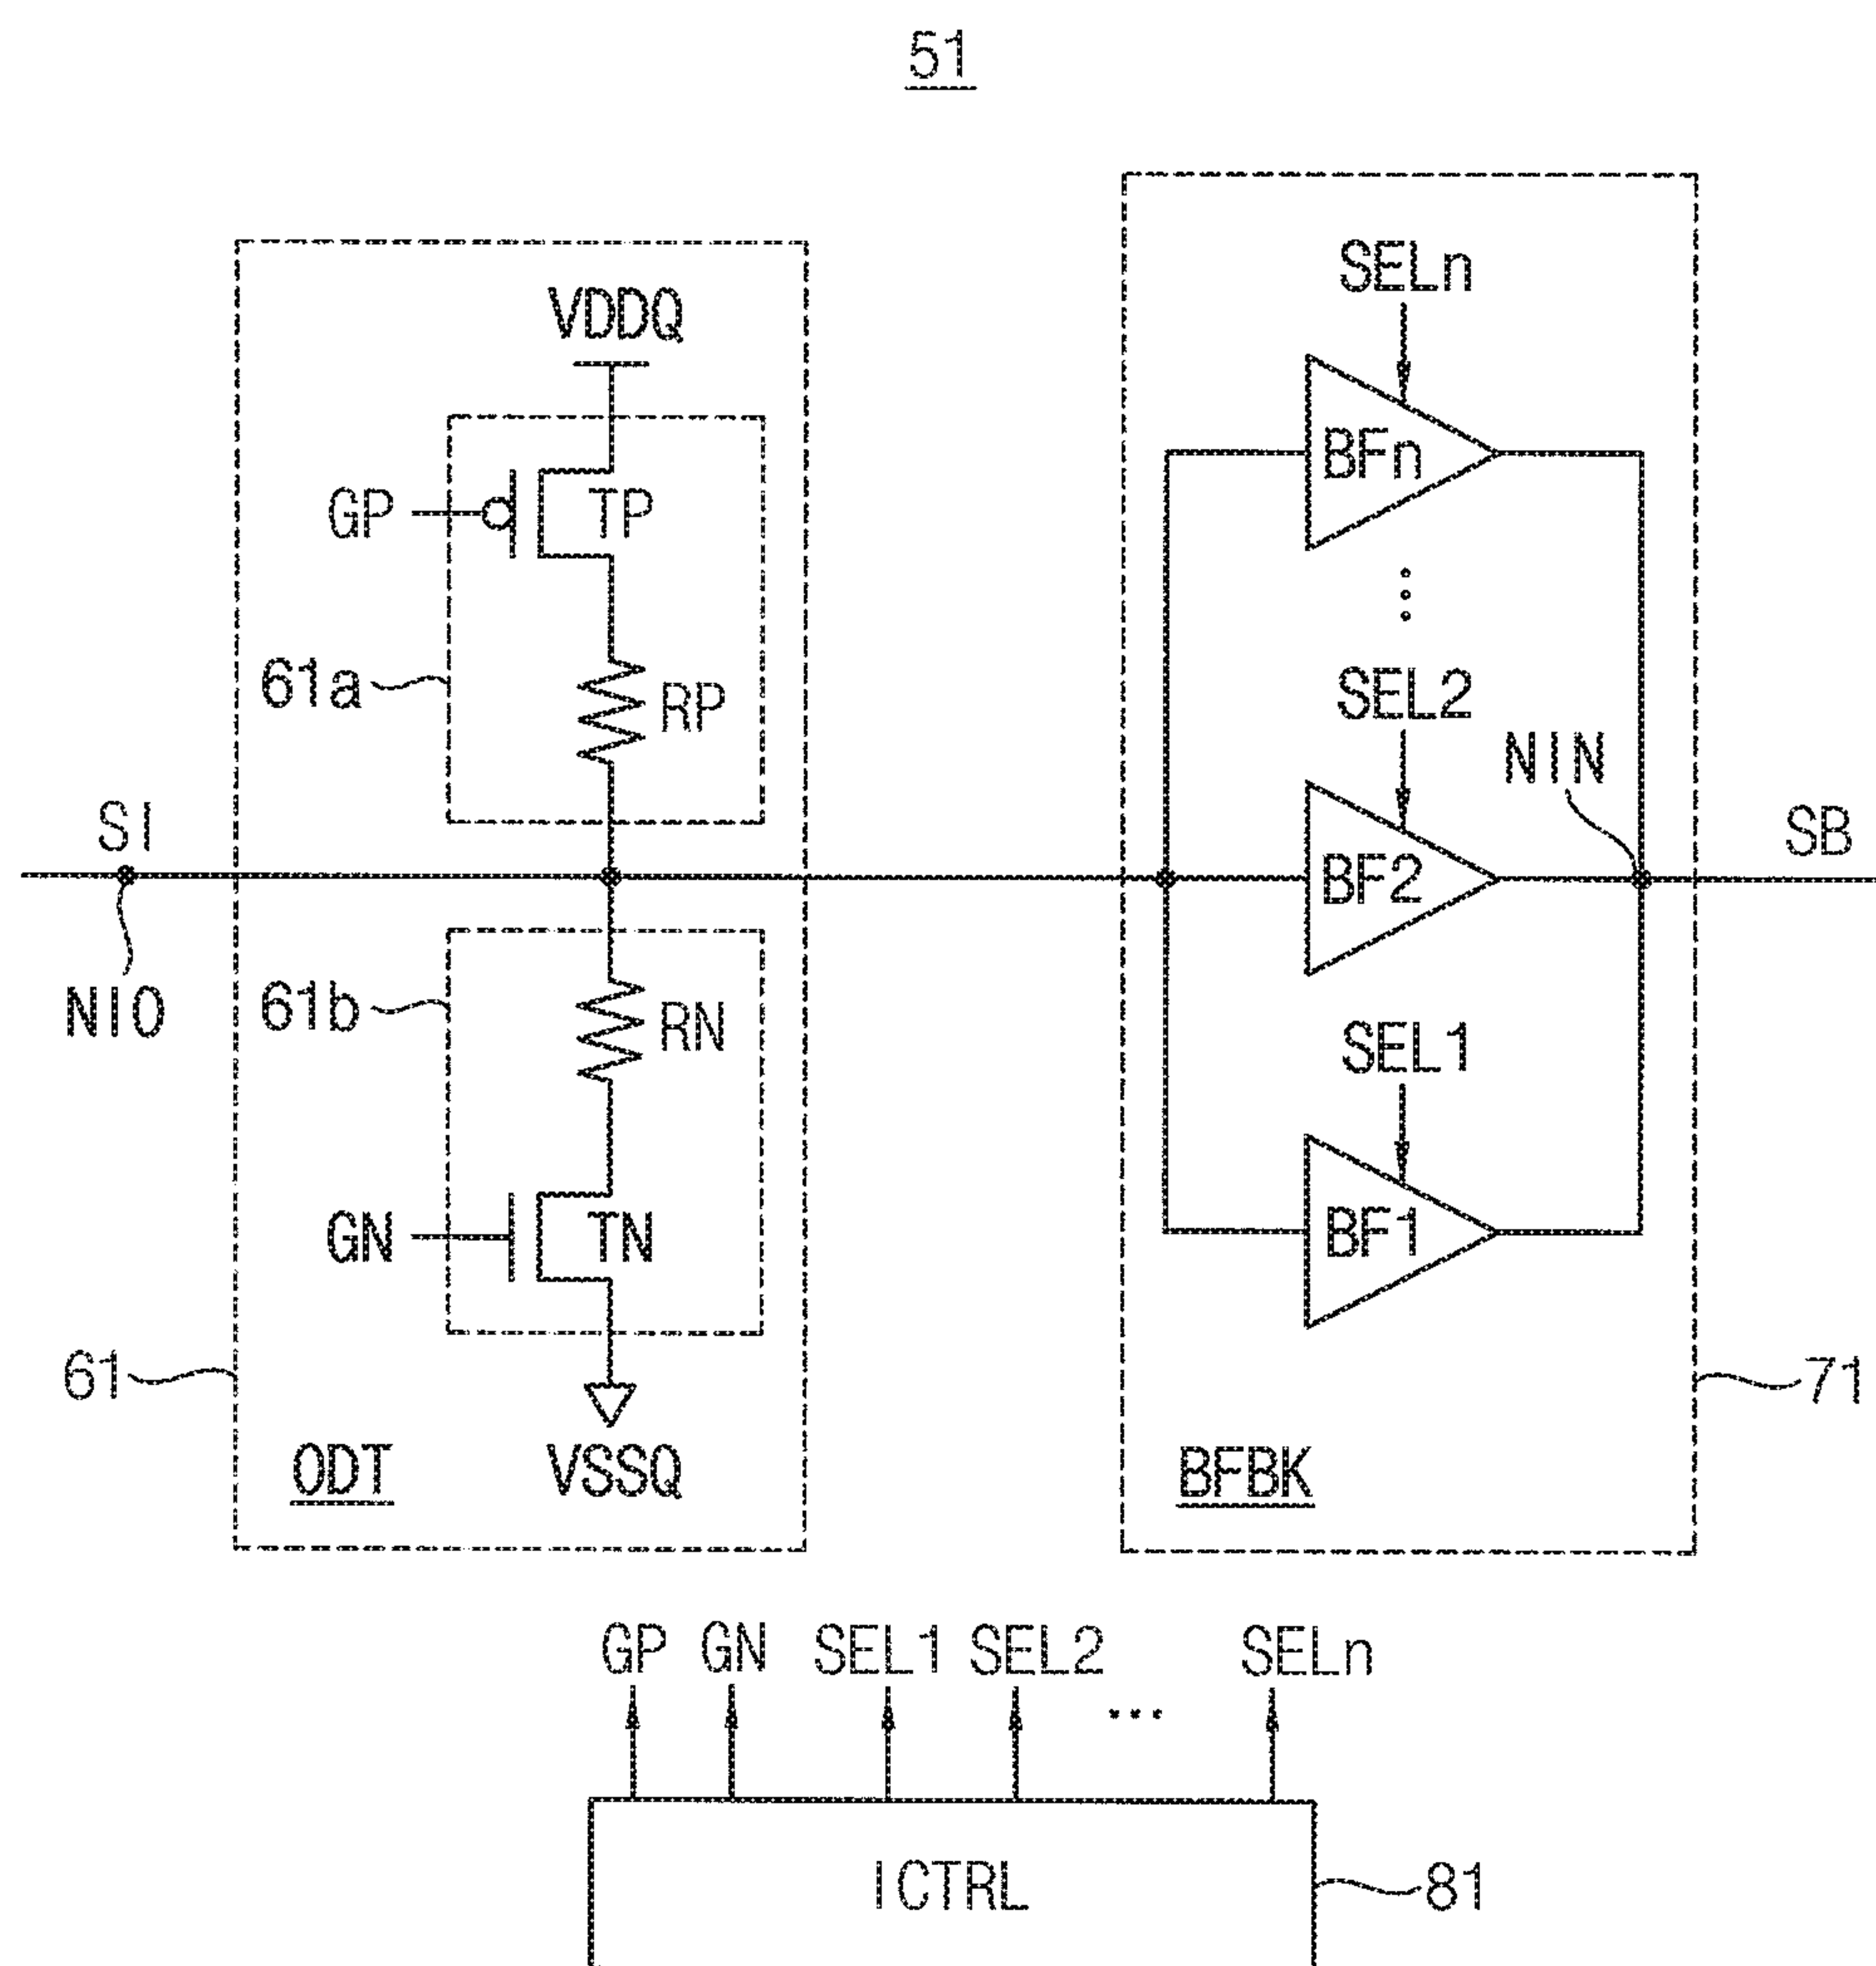 51
SELn
VDDQ
BFn
GP
TP
61a
RP
SEL2
NIN
SI
SB
BF2
NIO
61b
RN
SEL1
GN
TN
BF1
61
71
ODT
VSSQ
BFBK
GP GN SEL1 SEL2 ... SELn
ICTRL
81